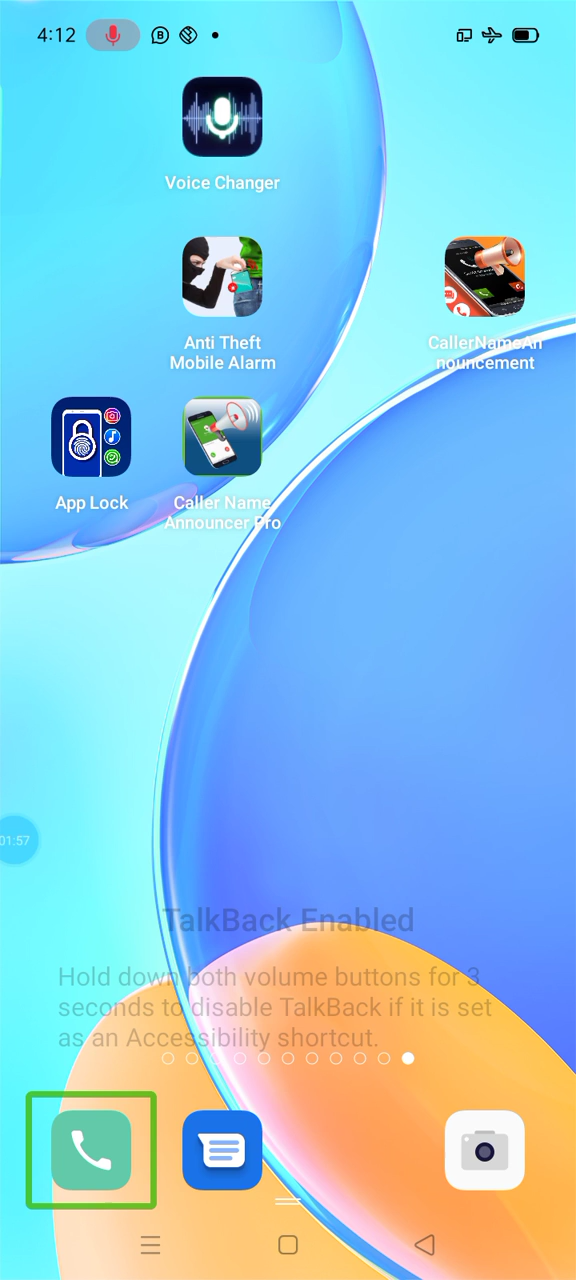 4:12
Voice Changer
Anti Theft
Mobile Alarm
CallerNameAn
nouncement
App Lock
Caller Name
Announcer Pro
01:57
TalkBack Enabled
Hold down both volume buttons for 3
seconds to disable TalkBack if it is set
as an Accessibility shortcut.